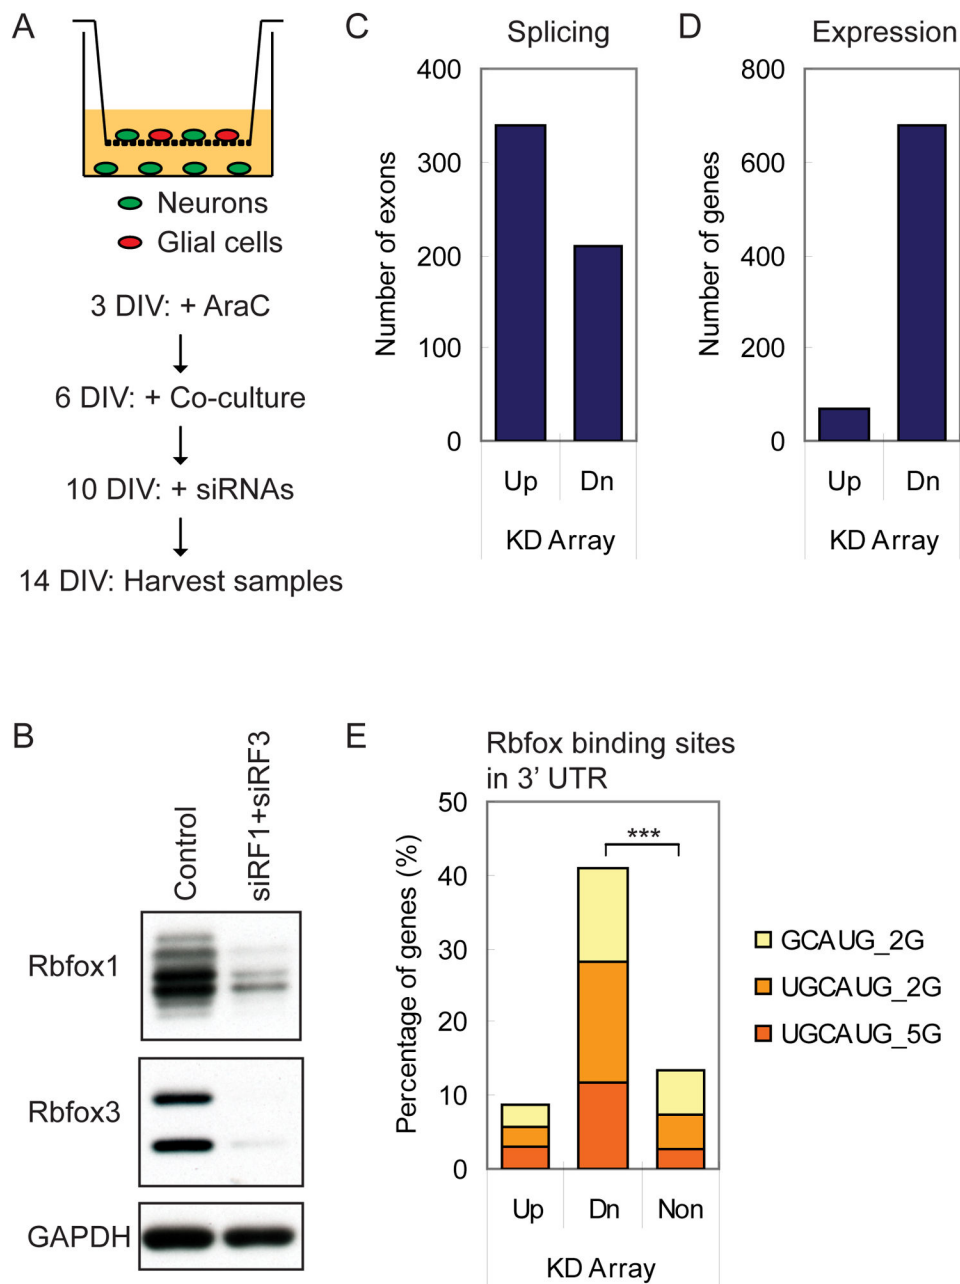 A
Neurons
Glial cells
3 DIV: + AraC
6 DIV: + Co-culture
10 DIV: + siRNAs
14 DIV: Harvest samples
B
Control
siRF1+siRF3
Rbfox1
Rbfox3
GAPDH
C
Splicing
Number of exons
400
300
200
100
0
Up
Dn
KD Array
D
Expression
Number of genes
800
600
400
200
0
Up
Dn
KD Array
E
Rbfox binding sites
in 3' UTR
Percentage of genes (%)
50
40
30
20
10
0
***
Up
Dn
Non
KD Array
GCAUG_2G
UGCAUG_2G
UGCAUG_5G